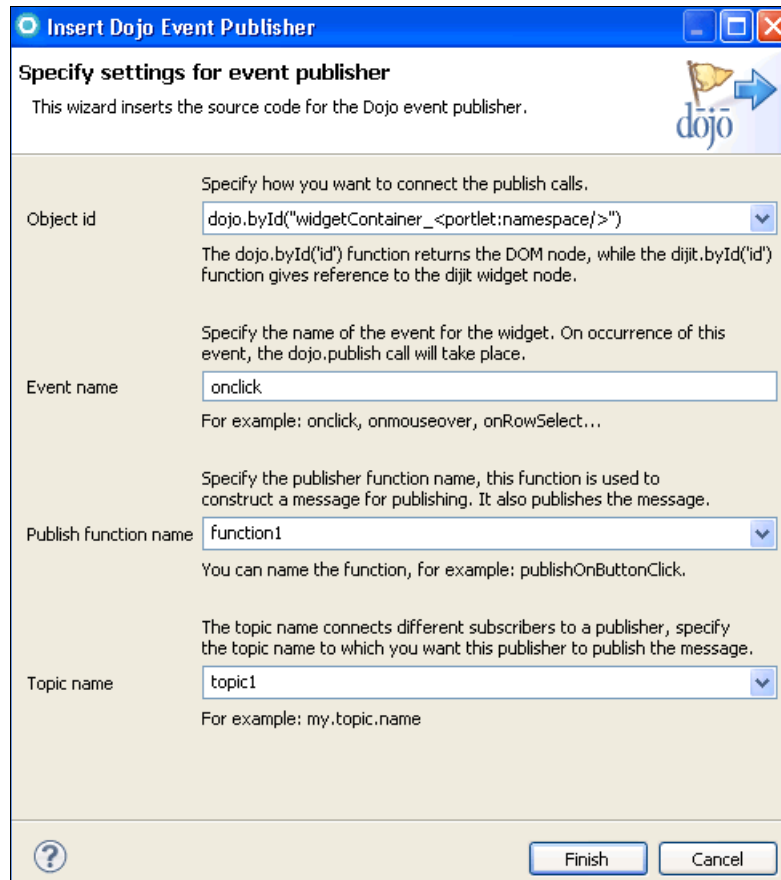 Insert Dojo Event Publisher
Specify settings for event publisher
This wizard inserts the source code for the Dojo event publisher.
dōjō
Specify how you want to connect the publish calls.
Object id
dojo.byId("widgetContainer_<portlet:namespace/>")
The dojo.byId('id') function returns the DOM node, while the dijit.byId('id')
function gives reference to the dijit widget node.
Specify the name of the event for the widget. On occurrence of this
event, the dojo.publish call will take place.
Event name
onclick
For example: onclick, onmouseover, onRowSelect...
Specify the publisher function name, this function is used to
construct a message for publishing. It also publishes the message.
Publish function name
function1
You can name the function, for example: publishOnButtonClick.
The topic name connects different subscribers to a publisher, specify
the topic name to which you want this publisher to publish the message.
Topic name
topic1
For example: my.topic.name
?
Finish
Cancel